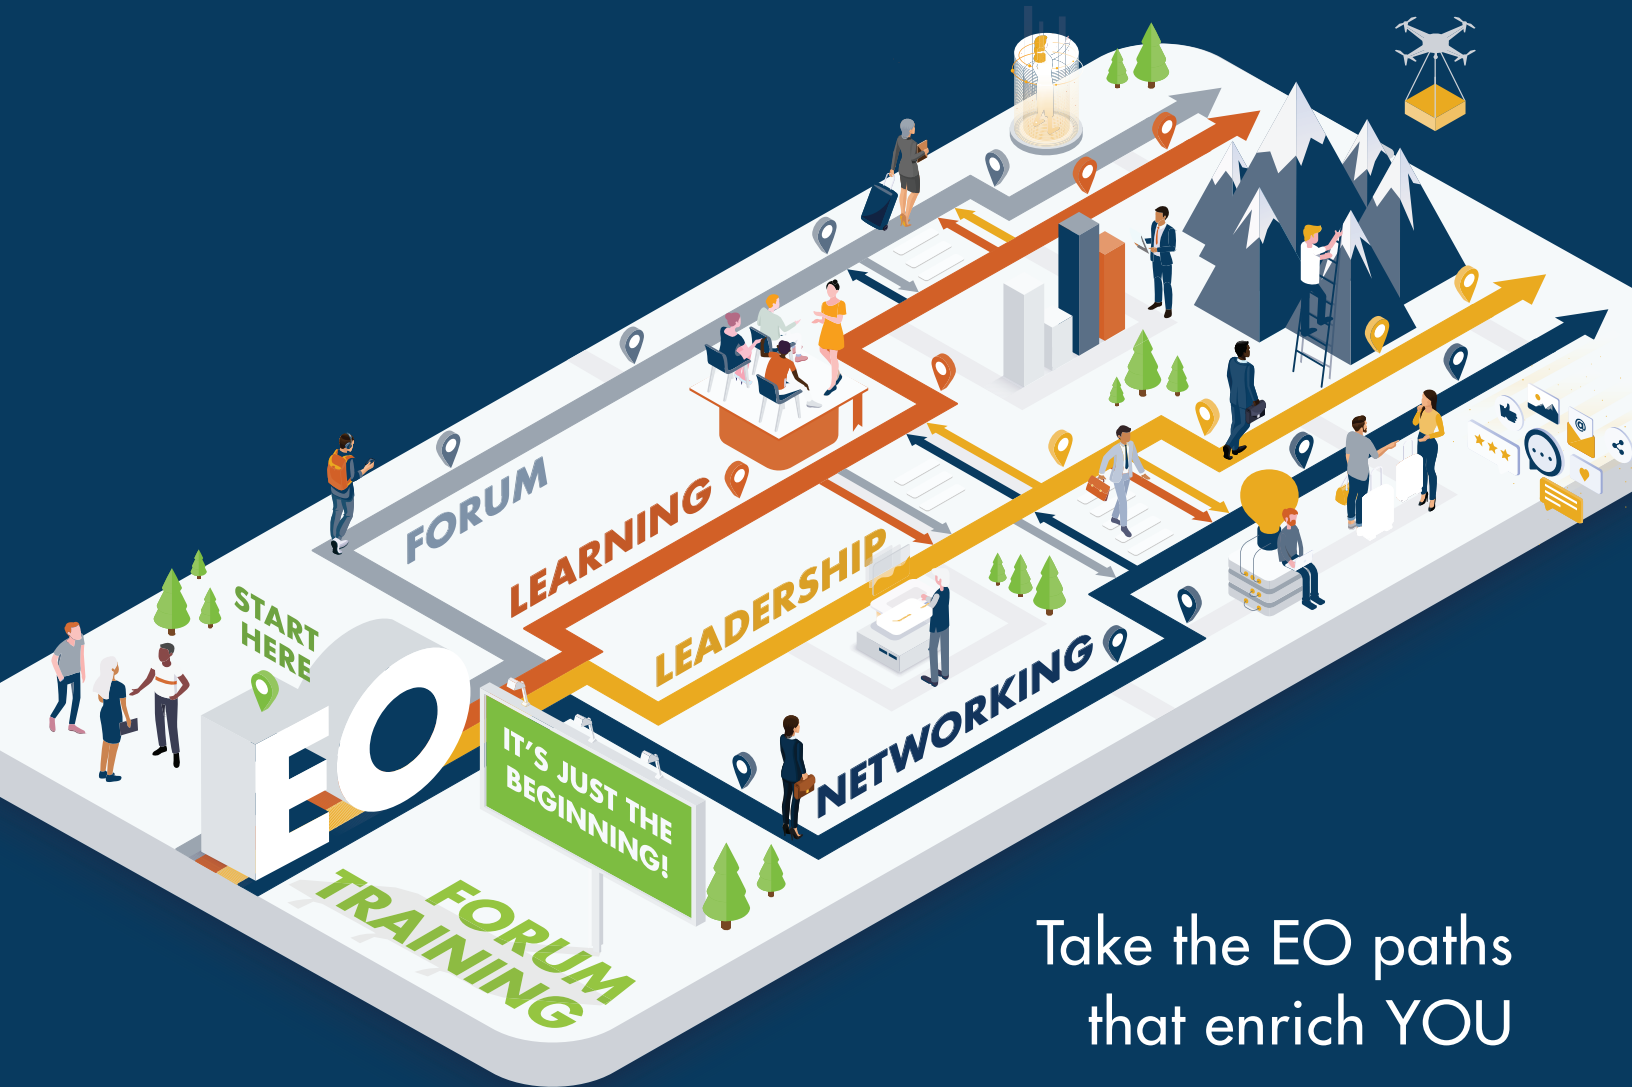 FORUM
LEARNING
LEADERSHIP
NETWORKING
START
HERE
EO
IT'S JUST THE
BEGINNING!
FORUM
TRAINING
Take the EO paths
that enrich YOU